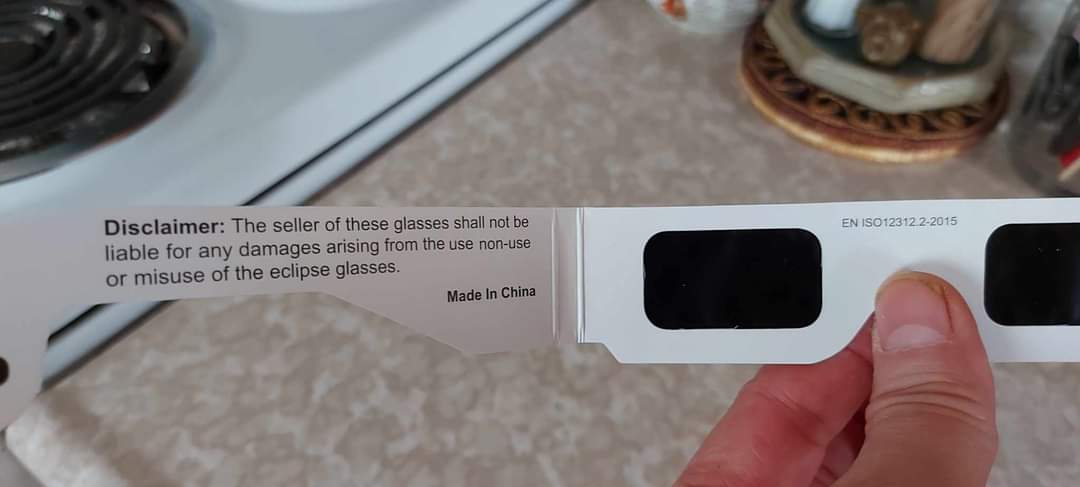 Disclaimer: The seller of these glasses shall not be
liable for any damages arising from the use non-use
or misuse of the eclipse glasses.
Made In China
EN ISO12312.2-2015